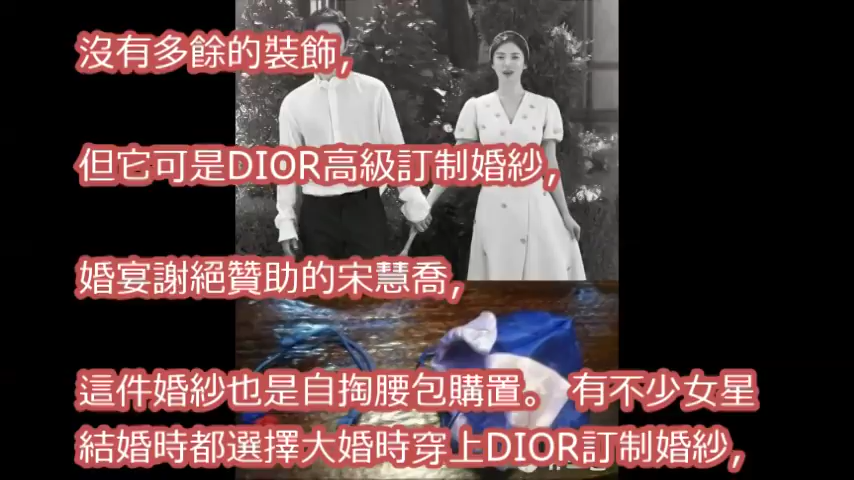 沒有多餘的裝飾,
但它可是DIOR高級訂制婚紗,
婚宴謝絕贊助的宋慧喬,
這件婚紗也是自掏腰包購置。 有不少女星
結婚時都選擇大婚時穿上DIOR訂制婚紗,